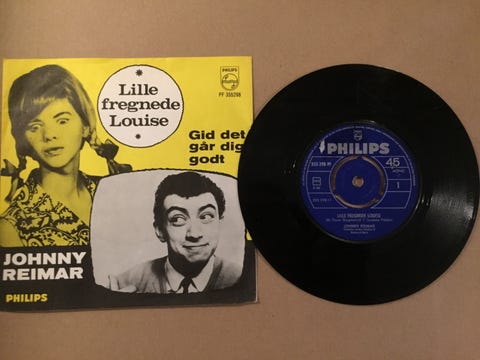 Lille
fregnede
Louise
PHILIPS
PF 355298
Gid det
går dig
godt
JOHNNY
REIMAR
PHILIPS
PHILIPS
45
1
LILLE FREGNEDE LOUISE
JOHNNY REIMAR